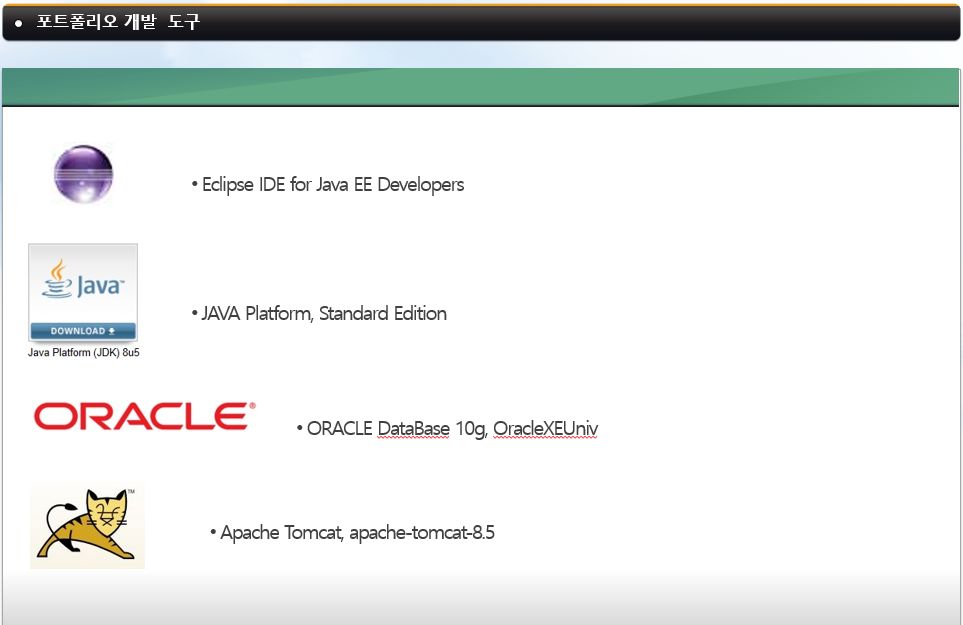 • 포트폴리오 개발 도구
• Eclipse IDE for Java EE Developers
Java™
DOWNLOAD
Java Platform (JDK) 8u5
• JAVA Platform, Standard Edition
ORACLE®
• ORACLE DataBase 10g, OracleXEUniv
TM
• Apache Tomcat, apache-tomcat-8.5